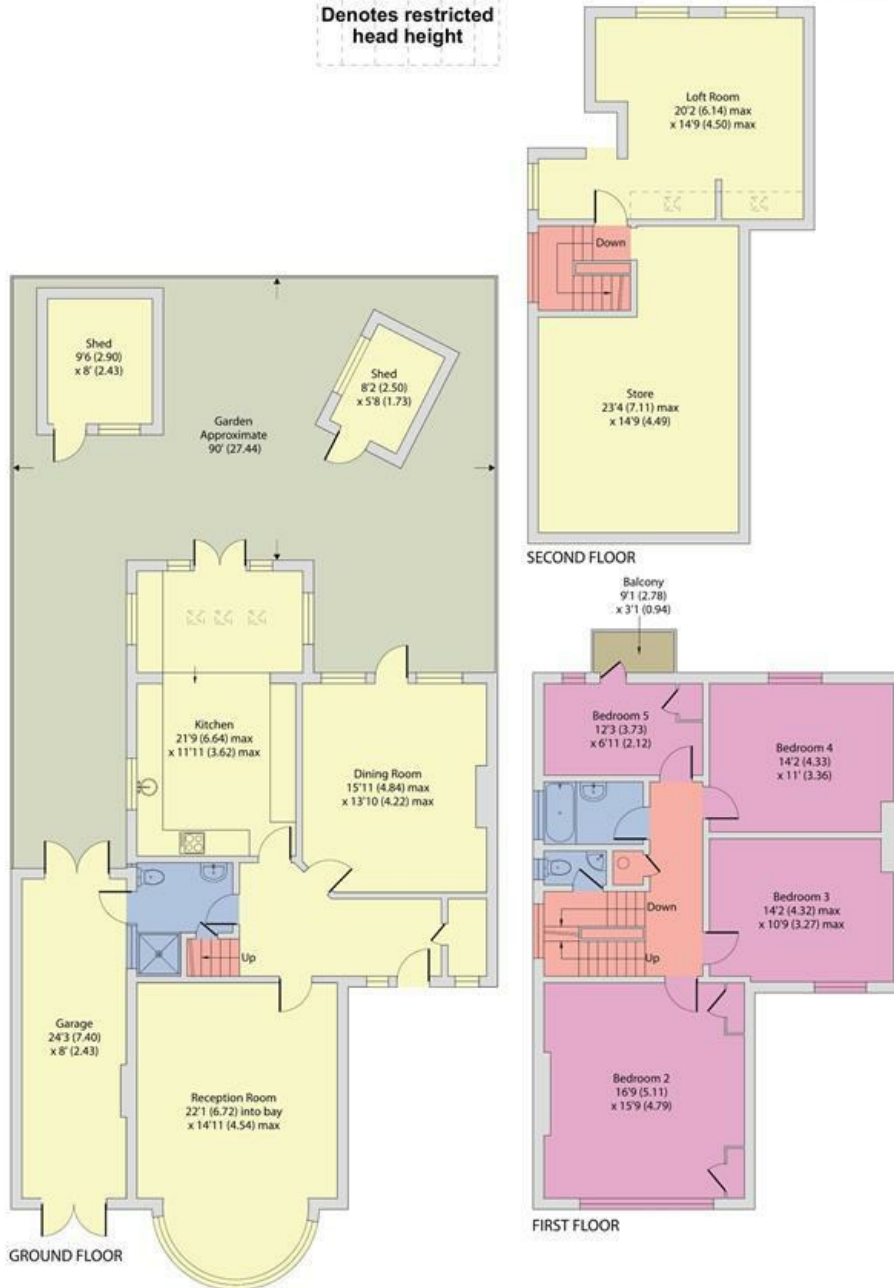 Denotes restricted
head height
Loft Room
20'2 (6.14) max
x 14'9 (4.50) max
Down
Store
23'4 (7.11) max
x 14'9 (4.49)
SECOND FLOOR
Shed
9'6 (2.90)
x 8' (2.43)
Shed
8'2 (2.50)
x 5'8 (1.73)
Garden
Approximate
90' (27.44)
Kitchen
21'9 (6.64) max
x 11'11 (3.62) max
Dining Room
15'11 (4.84) max
x 13'10 (4.22) max
Up
Garage
24'3 (7.40)
x 8' (2.43)
Reception Room
22'1 (6.72) into bay
x 14'11 (4.54) max
GROUND FLOOR
Balcony
9'1 (2.78)
x 3'1 (0.94)
Bedroom 5
12'3 (3.73)
x 6'11 (2.12)
Bedroom 4
14'2 (4.33)
x 11' (3.36)
Bedroom 3
14'2 (4.32) max
x 10'9 (3.27) max
Down
Up
Bedroom 2
16'9 (5.11)
x 15'9 (4.79)
FIRST FLOOR